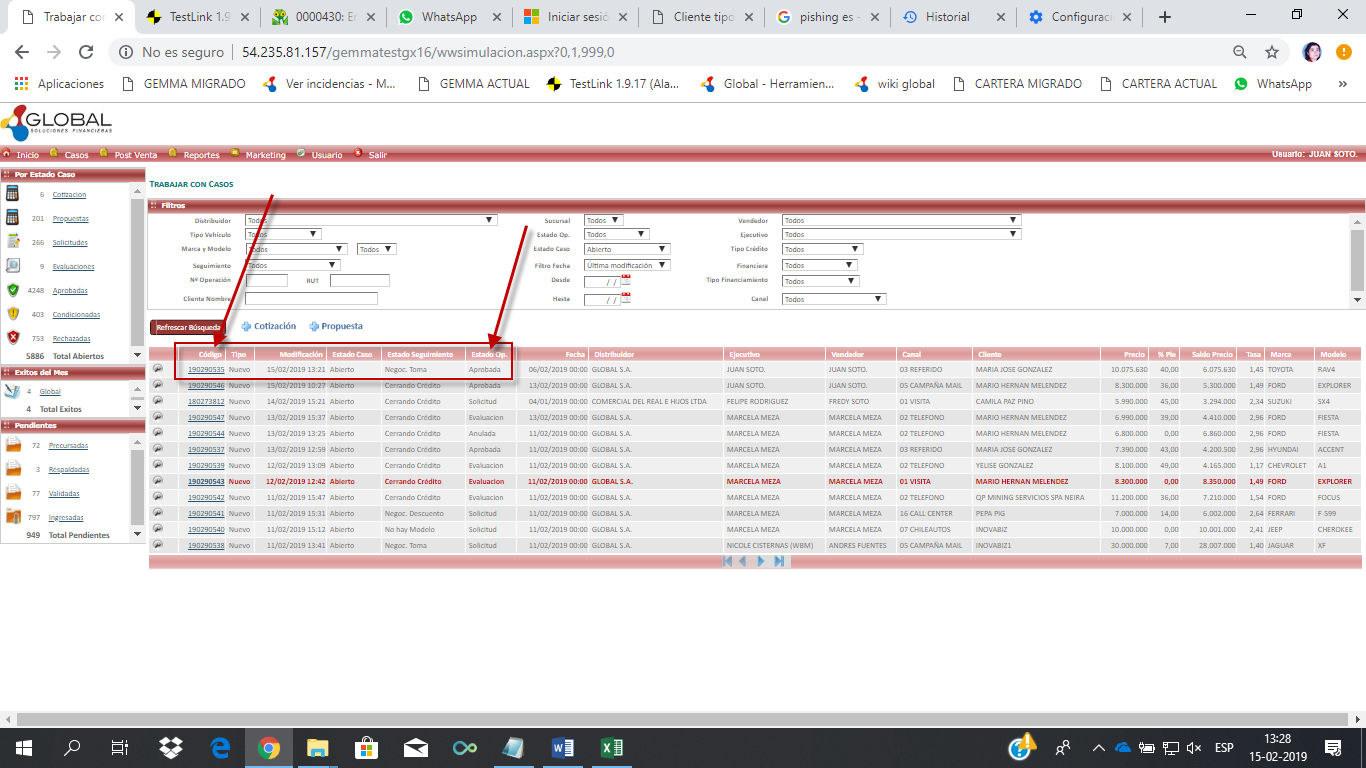 Trabajar con
TestLink 1.9
0000430: Er
WhatsApp
Iniciar sesió
Cliente tipo
pishing es -
Historial
Configuraci
No es seguro | 54.235.81.157/gemmatestgx16/wwsimulacion.aspx?0,1,999,0
Aplicaciones GEMMA MIGRADO Ver incidencias - M... GEMMA ACTUAL TestLink 1.9.17 (Ala... Global - Herramien... wiki global CARTERA MIGRADO CARTERA ACTUAL WhatsApp »
GLOBAL
SOLUCIONES FINANCIERAS
Inicio Casos Post Venta Reportes Marketing Usuario Salir Usuario: JUAN SOTO.
Por Estado Caso
6 Cotizacion
201 Propuestas
266 Solicitudes
9 Evaluaciones
4248 Aprobadas
403 Condicionadas
753 Rechazadas
5886 Total Abiertos
Exitos del Mes
4 Global
4 Total Exitos
Pendientes
72 Precursadas
3 Respaldadas
77 Validadas
797 Ingresadas
949 Total Pendientes
TRABAJAR CON CASOS
Filtros
Distribuidor Todos Sucursal Todos Vendedor Todos
Tipo Vehículo Todos Estado Op. Todos Ejecutivo Todos
Marca y Modelo Todos Todos Estado Caso Abierto Tipo Crédito Todos
Seguimiento Todos Filtro Fecha Última modificación Financiera Todos
Nº Operación RUT Desde / / Tipo Financiamiento Todos
Cliente Nombre Hasta / / Canal Todos
Refrescar Búsqueda Cotización Propuesta
Código Tipo Modificación Estado Caso Estado Seguimiento Estado Op. Fecha Distribuidor Ejecutivo Vendedor Canal Cliente Precio % Pie Saldo Precio Tasa Marca Modelo
190290535 Nuevo 15/02/2019 13:21 Abierto Negoc. Toma Aprobada 06/02/2019 00:00 GLOBAL S.A. JUAN SOTO. JUAN SOTO. 03 REFERIDO MARIA JOSE GONZALEZ 10.075.630 40,00 6.075.630 1,45 TOYOTA RAV4
190290546 Nuevo 15/02/2019 10:27 Abierto Cerrando Crédito Aprobada 13/02/2019 00:00 GLOBAL S.A. JUAN SOTO. JUAN SOTO. 05 CAMPAÑA MAIL MARIO HERNAN MELENDEZ 8.300.000 36,00 5.300.000 1,49 FORD EXPLORER
180273812 Nuevo 14/02/2019 15:21 Abierto Cerrando Crédito Solicitud 04/01/2019 00:00 COMERCIAL DEL REAL E HIJOS LTDA FELIPE RODRIGUEZ FREDY SOTO 01 VISITA CAMILA PAZ PINO 5.990.000 45,00 3.294.000 2,34 SUZUKI SX4
190290547 Nuevo 13/02/2019 15:37 Abierto Cerrando Crédito Evaluacion 13/02/2019 00:00 GLOBAL S.A. MARCELA MEZA MARCELA MEZA 02 TELEFONO MARIO HERNAN MELENDEZ 6.990.000 39,00 4.410.000 2,96 FORD FIESTA
190290544 Nuevo 13/02/2019 13:25 Abierto Cerrando Crédito Anulada 11/02/2019 00:00 GLOBAL S.A. MARCELA MEZA MARCELA MEZA 02 TELEFONO MARIO HERNAN MELENDEZ 6.800.000 0,00 6.860.000 2,96 FORD FIESTA
190290537 Nuevo 13/02/2019 12:59 Abierto Cerrando Crédito Aprobada 11/02/2019 00:00 GLOBAL S.A. MARCELA MEZA MARCELA MEZA 03 REFERIDO MARCELA MEZA 7.390.000 43,00 4.200.500 2,96 HYUNDAI ACCENT
190290539 Nuevo 12/02/2019 13:09 Abierto Cerrando Crédito Evaluacion 11/02/2019 00:00 GLOBAL S.A. MARCELA MEZA MARCELA MEZA 02 TELEFONO YELISE GONZALEZ 8.100.000 49,00 4.165.000 1,17 CHEVROLET A1
190290543 Nuevo 12/02/2019 12:42 Abierto Cerrando Crédito Evaluacion 11/02/2019 00:00 GLOBAL S.A. MARCELA MEZA MARCELA MEZA 01 VISITA MARIO HERNAN MELENDEZ 8.300.000 0,00 8.350.000 1,49 FORD EXPLORER
190290542 Nuevo 11/02/2019 15:47 Abierto Cerrando Crédito Evaluacion 11/02/2019 00:00 GLOBAL S.A. MARCELA MEZA MARCELA MEZA 02 TELEFONO QP MINING SERVICIOS SPA NEIRA 11.200.000 36,00 7.210.000 1,54 FORD FOCUS
190290541 Nuevo 11/02/2019 15:31 Abierto Negoc. Descuento Solicitud 11/02/2019 00:00 GLOBAL S.A. MARCELA MEZA MARCELA MEZA 16 CALL CENTER PEPA PIG 7.000.000 14,00 6.002.000 2,64 FERRARI F-599
190290540 Nuevo 11/02/2019 15:12 Abierto No hay Modelo Solicitud 11/02/2019 00:00 GLOBAL S.A. MARCELA MEZA MARCELA MEZA 07 CHILEAUTOS INOVABIZ 10.000.000 0,00 10.001.000 2,41 JEEP CHEROKEE
190290538 Nuevo 11/02/2019 13:41 Abierto Negoc. Toma Solicitud 11/02/2019 00:00 GLOBAL S.A. NICOLE CISTERNAS (WBM) ANDRES FUENTES 05 CAMPAÑA MAIL INOVABIZ1 30.000.000 7,00 28.007.000 1,40 JAGUAR XF
ESP
13:28
15-02-2019